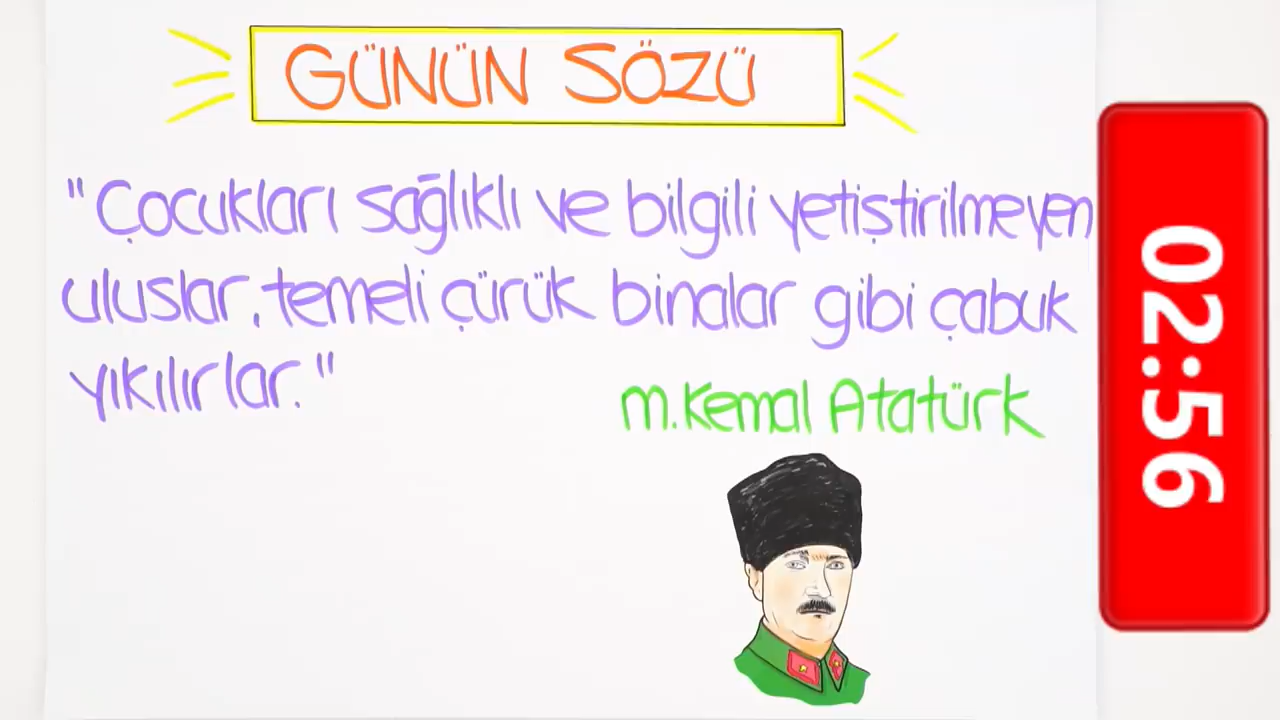 GÜNÜN SÖZÜ
"Çocukları sağlıklı ve bilgili yetiştirilmeyen
uluslar, temeli çürük binalar gibi çabuk
yıkılırlar."
M.Kemal Atatürk
02:56